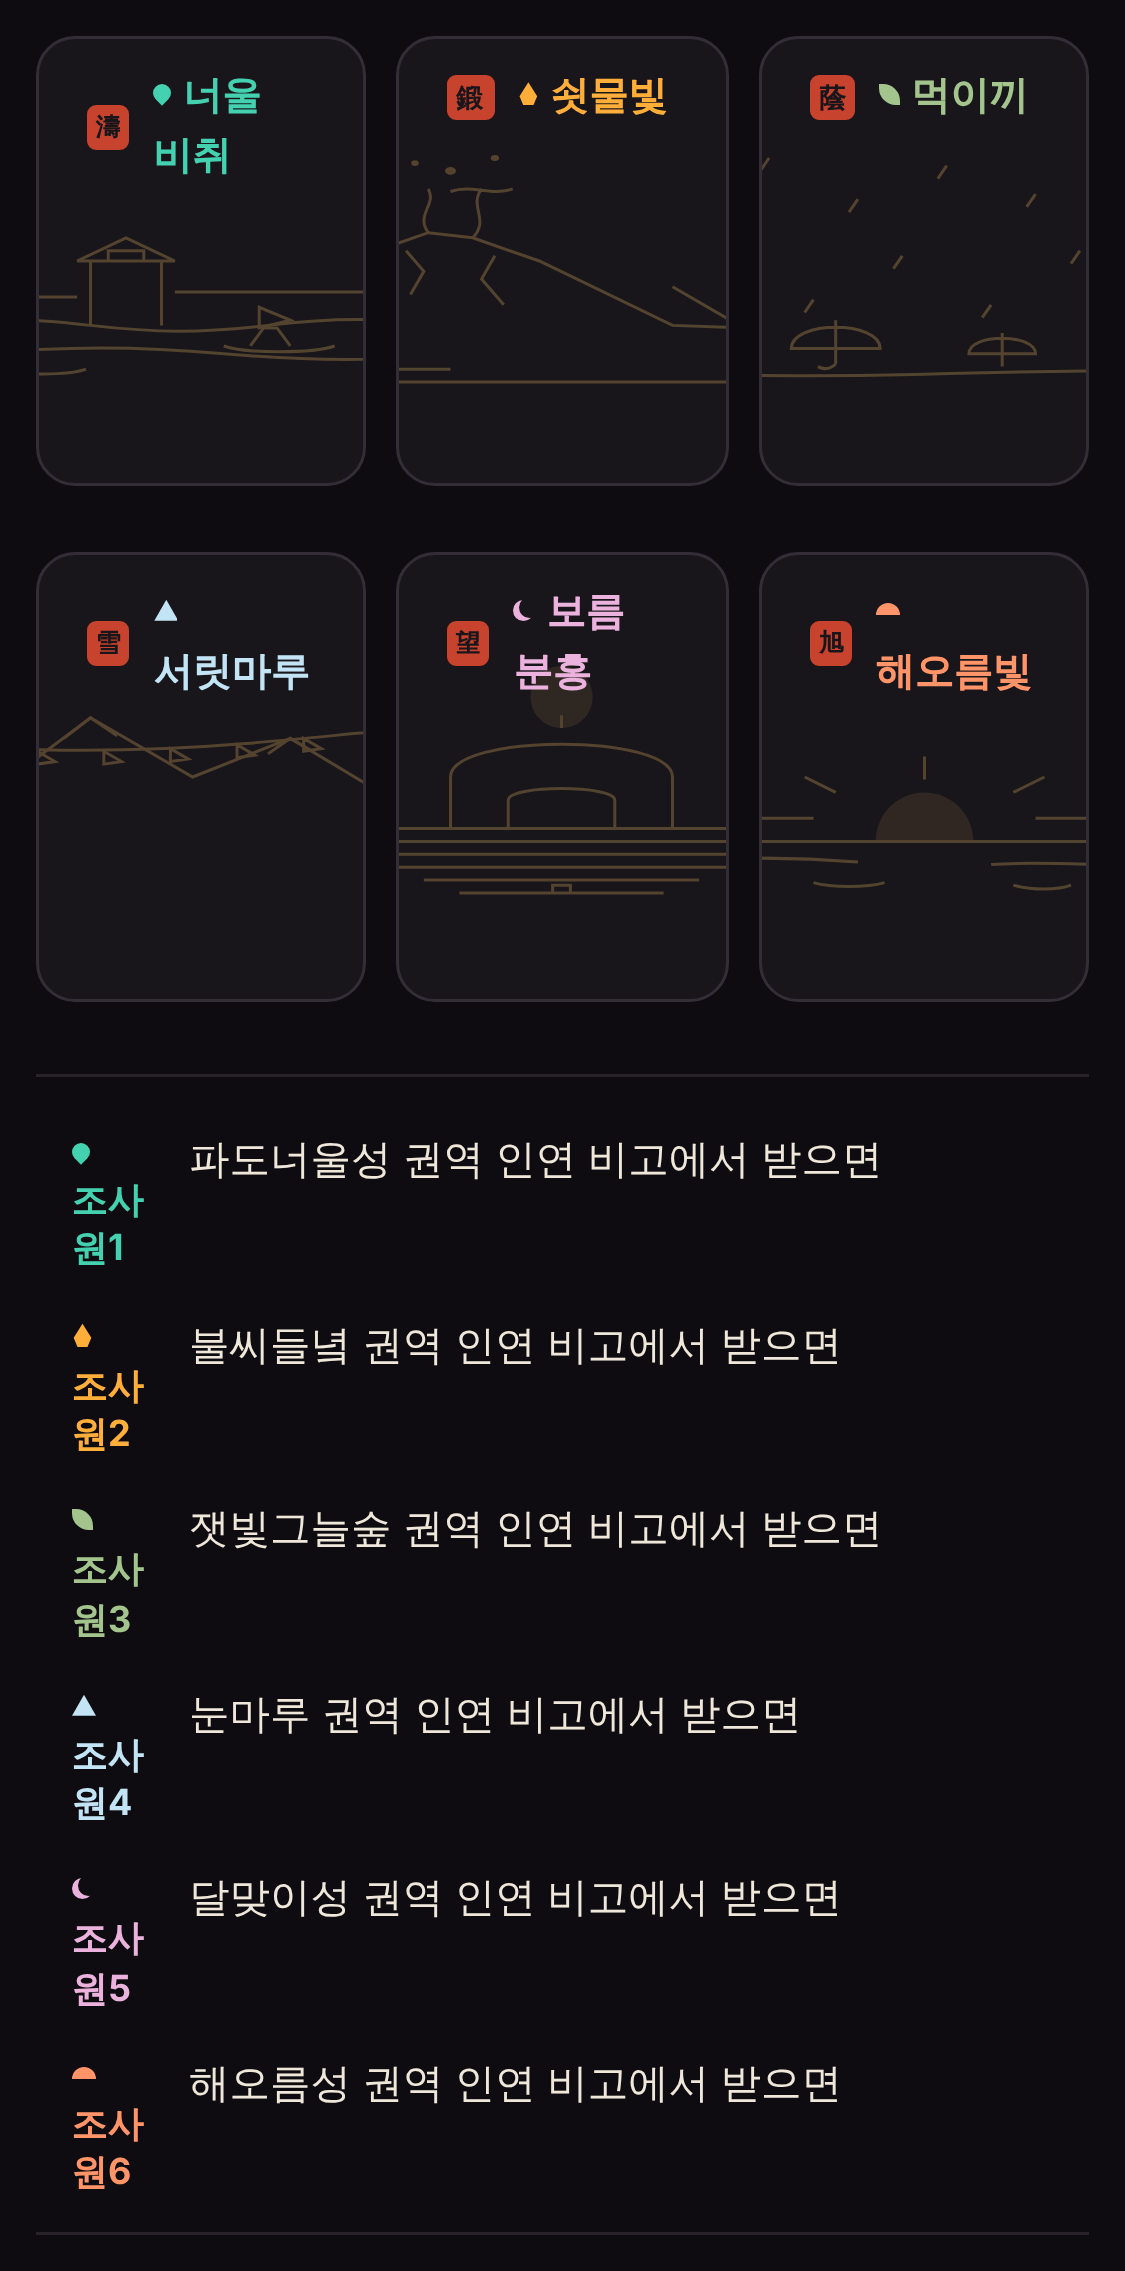 濤 너울
비취
鍛 쇳물빛
蔭 먹이끼
雪
서릿마루
望 보름
분홍
旭
해오름빛
조사
원1
파도너울성 권역 인연 비고에서 받으면
조사
원2
불씨들녘 권역 인연 비고에서 받으면
조사
원3
잿빛그늘숲 권역 인연 비고에서 받으면
조사
원4
눈마루 권역 인연 비고에서 받으면
조사
원5
달맞이성 권역 인연 비고에서 받으면
조사
원6
해오름성 권역 인연 비고에서 받으면